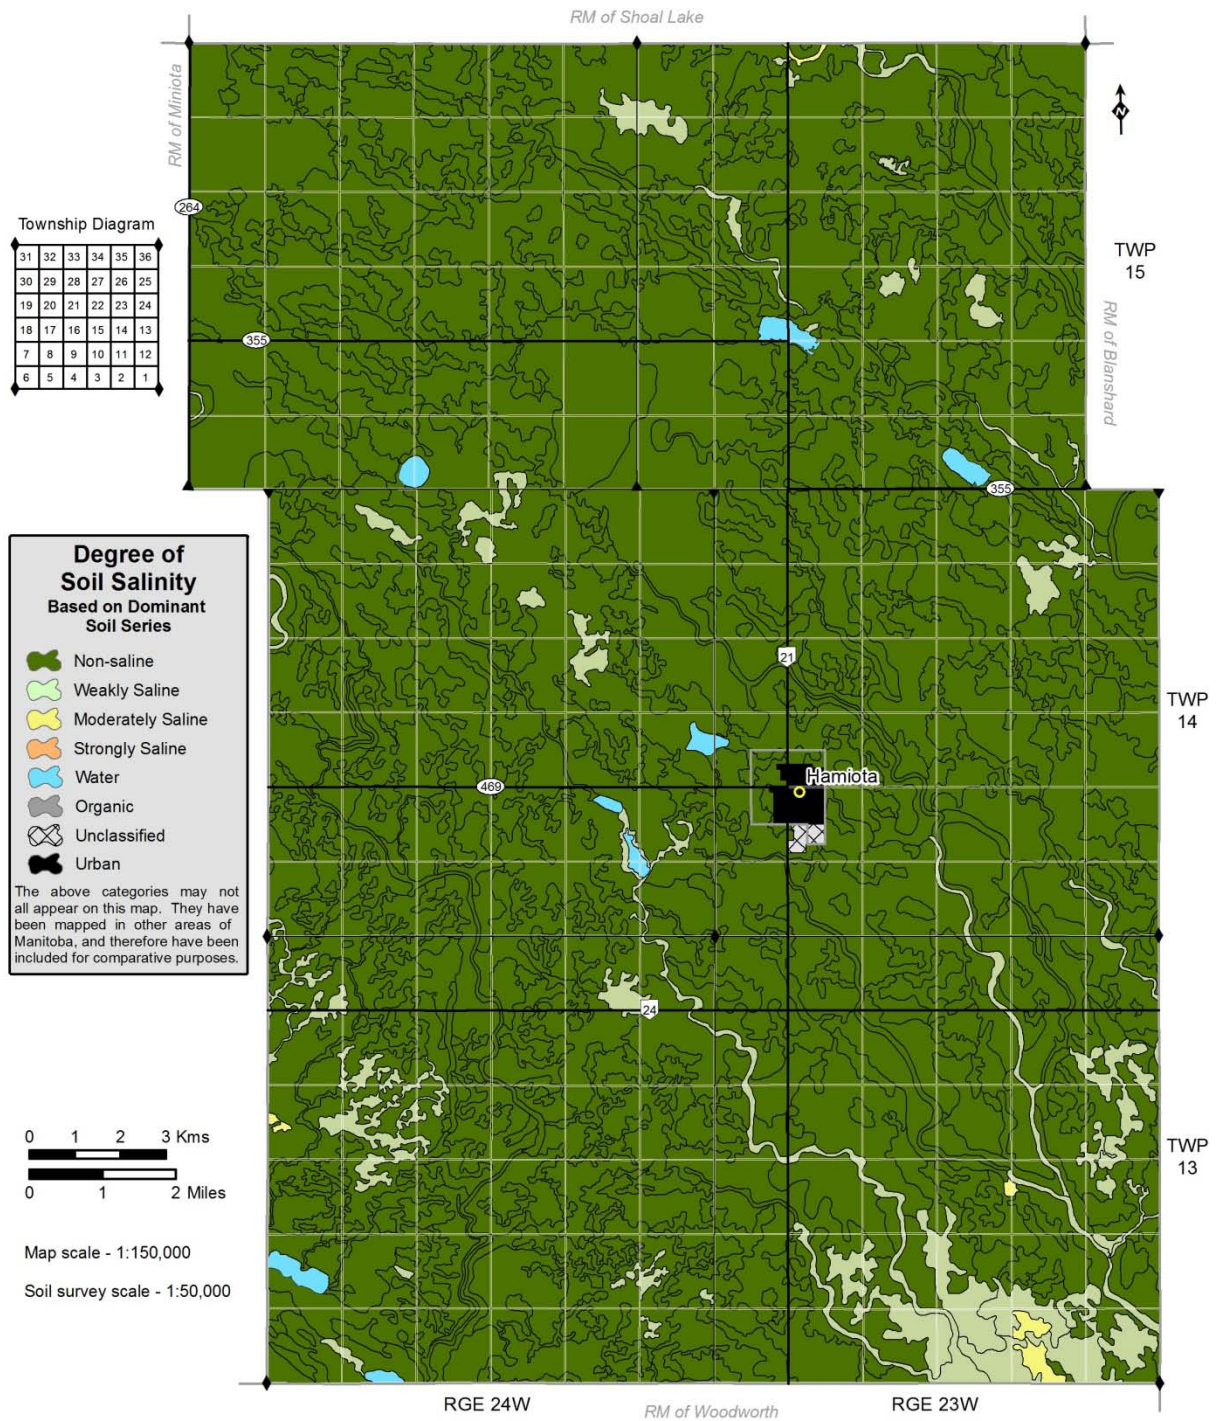 RM of Shoal Lake
RM of Miniota
N
264
Township Diagram
31 32 33 34 35 36
30 29 28 27 26 25
19 20 21 22 23 24
18 17 16 15 14 13
7 8 9 10 11 12
6 5 4 3 2 1
TWP
15
RM of Blanshard
355
355
Degree of
Soil Salinity
Based on Dominant
Soil Series
Non-saline
Weakly Saline
Moderately Saline
Strongly Saline
Water
Organic
Unclassified
Urban
The above categories may not
all appear on this map. They have
been mapped in other areas of
Manitoba, and therefore have been
included for comparative purposes.
21
TWP
14
Hamiota
469
24
0 1 2 3 Kms
0 1 2 Miles
TWP
13
Map scale - 1:150,000
Soil survey scale - 1:50,000
RGE 24W
RM of Woodworth
RGE 23W